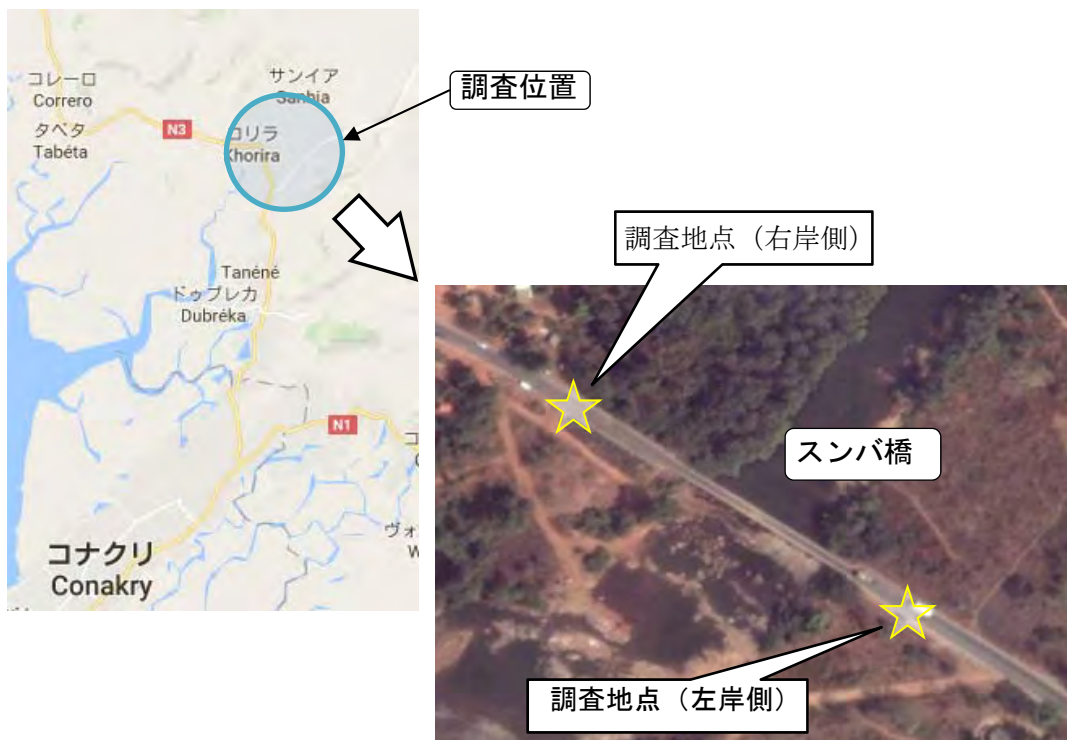 コレーロ
Correro
サンイア
Sanhia
調査位置
タベタ
Tabéta
N3
コリラ
Khorira
調査地点（右岸側）
Tanéné
ドゥブレカ
Dubréka
N1
スンバ橋
コナクリ
Conakry
調査地点（左岸側）